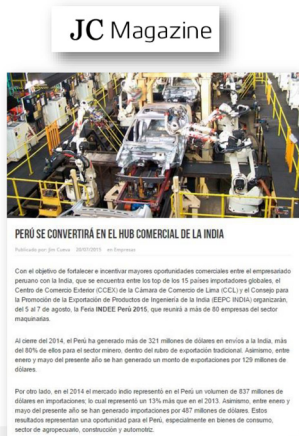 JC Magazine
PERÚ SE CONVERTIRÁ EN EL HUB COMERCIAL DE LA INDIA
Publicado por: Jim Cueva 20/07/2015 en Empresas
Con el objetivo de fortalecer e incentivar mayores oportunidades comerciales entre el empresariado
peruano con la India, que se encuentra entre los top de los 15 países importadores globales, el
Centro de Comercio Exterior (CCEX) de la Cámara de Comercio de Lima (CCL) y el Consejo para
la Promoción de la Exportación de Productos de Ingeniería de la India (EEPC INDIA) organizarán,
del 5 al 7 de agosto, la Feria INDEE Perú 2015, que reunirá a más de 80 empresas del sector
maquinarias.
Al cierre del 2014, el Perú ha generado más de 321 millones de dólares en envíos a la India, más
del 80% de ellos para el sector minero, dentro del rubro de exportación tradicional. Asimismo, entre
enero y mayo del presente año se han generado un monto de exportaciones por 129 millones de
dólares.
Por otro lado, en el 2014 el mercado indio representó en el Perú un volumen de 837 millones de
dólares en importaciones; lo cual representó un 13% más que en el 2013. Asimismo, entre enero y
mayo del presente año se han generado importaciones por 487 millones de dólares. Estos
resultados representan una oportunidad para el Perú, especialmente en bienes de consumo,
sector de agropecuario, construcción y automotriz.